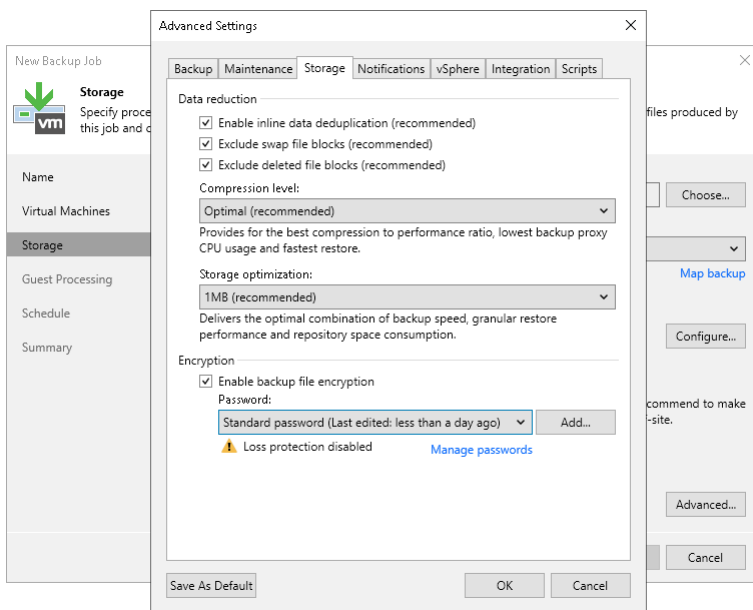 Advanced Settings
New Backup Job
Storage
Specify proce
this job and c
files produced by
vm
Name
Virtual Machines
Storage
Guest Processing
Schedule
Summary
Backup
Maintenance
Storage
Notifications
vSphere
Integration
Scripts
Data reduction
Enable inline data deduplication (recommended)
Exclude swap file blocks (recommended)
Exclude deleted file blocks (recommended)
Compression level:
Optimal (recommended)
Provides for the best compression to performance ratio, lowest backup proxy
CPU usage and fastest restore.
Storage optimization:
1MB (recommended)
Delivers the optimal combination of backup speed, granular restore
performance and repository space consumption.
Encryption
Enable backup file encryption
Password:
Standard password (Last edited: less than a day ago)
Add...
Loss protection disabled
Manage passwords
Save As Default
OK
Cancel
Choose...
Map backup
Configure...
commend to make
f-site.
Advanced...
Cancel